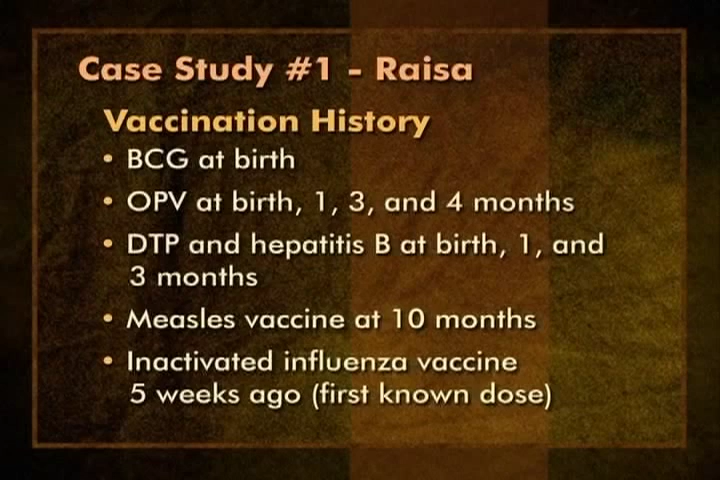 Case Study #1 - Raisa
Vaccination History
• BCG at birth
• OPV at birth, 1, 3, and 4 months
• DTP and hepatitis B at birth, 1, and
3 months
• Measles vaccine at 10 months
• Inactivated influenza vaccine
5 weeks ago (first known dose)